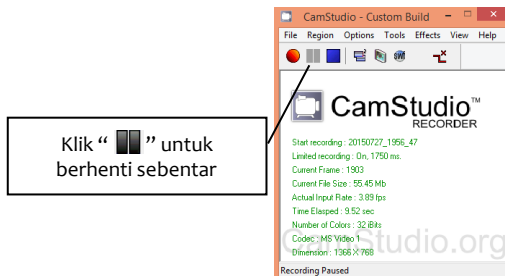 CamStudio - Custom Build
File Region Options Tools Effects View Help
CamStudio™
RECORDER
Klik “ ” untuk
berhenti sebentar
Start recording : 20150727_1956_47
Limited recording : On, 1750 ms.
Current Frame : 1903
Current File Size : 55.45 Mb
Actual Input Rate : 3.89 fps
Time Elasped : 9.52 sec
Number of Colors : 32 iBits
Codec : MS Video 1
Dimension : 1366 X 768
CamStudio.org
Recording Paused